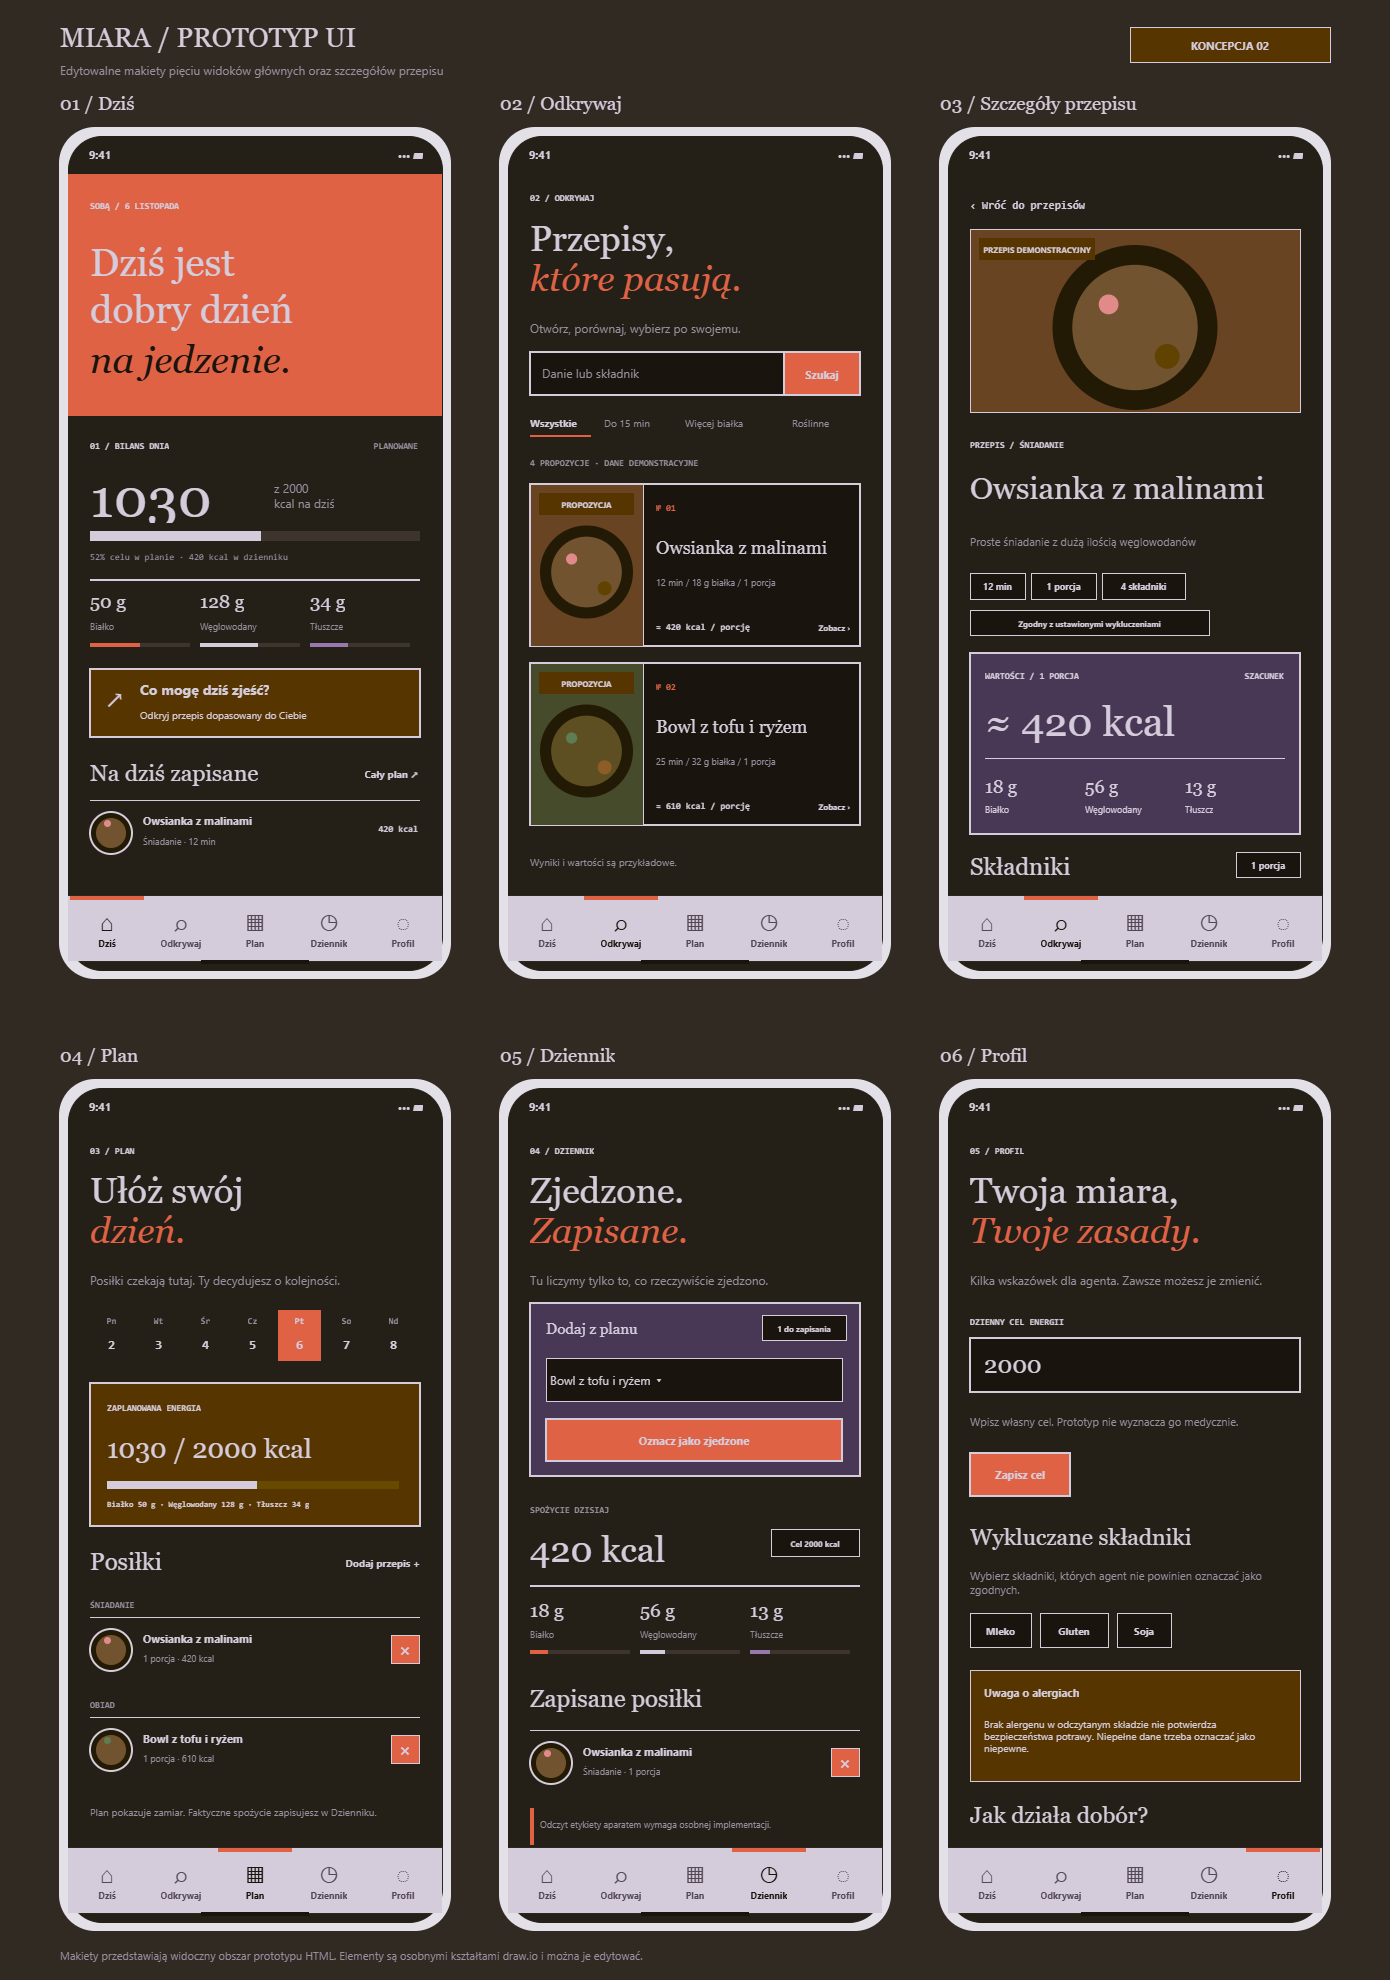 MIARA / PROTOTYP UI
KONCEPCJA 02
Edytowalne makiety pięciu widoków głównych oraz szczegółów przepisu
01 / Dziś
9:41
SOBĄ / 6 LISTOPADA
Dziś jest
dobry dzień
na jedzenie.
01 / BILANS DNIA
PLANOWANE
1030
z 2000
kcal na dziś
52% celu w planie · 420 kcal w dzienniku
50 g
128 g
34 g
Białko
Węglowodany
Tłuszcze
↗
Co mogę dziś zjeść?
Odkryj przepis dopasowany do Ciebie
Na dziś zapisane
Cały plan ↗
Owsianka z malinami
Śniadanie · 12 min
420 kcal
Dziś
Odkrywaj
Plan
Dziennik
Profil
02 / Odkrywaj
9:41
02 / ODKRYWAJ
Przepisy,
które pasują.
Otwórz, porównaj, wybierz po swojemu.
Danie lub składnik
Szukaj
Wszystkie
Do 15 min
Więcej białka
Roślinne
4 PROPOZYCJE · DANE DEMONSTRACYJNE
PROPOZYCJA
№ 01
Owsianka z malinami
12 min / 18 g białka / 1 porcja
≈ 420 kcal / porcję
Zobacz ›
PROPOZYCJA
№ 02
Bowl z tofu i ryżem
25 min / 32 g białka / 1 porcja
≈ 610 kcal / porcję
Zobacz ›
Wyniki i wartości są przykładowe.
Dziś
Odkrywaj
Plan
Dziennik
Profil
03 / Szczegóły przepisu
9:41
‹ Wróć do przepisów
PRZEPIS DEMONSTRACYJNY
PRZEPIS / ŚNIADANIE
Owsianka z malinami
Proste śniadanie z dużą ilością węglowodanów
12 min
1 porcja
4 składniki
Zgodny z ustawionymi wykluczeniami
WARTOŚCI / 1 PORCJA
SZACUNEK
≈ 420 kcal
18 g
56 g
13 g
Białko
Węglowodany
Tłuszcz
Składniki
1 porcja
Dziś
Odkrywaj
Plan
Dziennik
Profil
04 / Plan
9:41
03 / PLAN
Ułóż swój
dzień.
Posiłki czekają tutaj. Ty decydujesz o kolejności.
Pn
Wt
Śr
Cz
Pt
So
Nd
2
3
4
5
6
7
8
ZAPLANOWANA ENERGIA
1030 / 2000 kcal
Białko 50 g · Węglowodany 128 g · Tłuszcz 34 g
Posiłki
Dodaj przepis +
ŚNIADANIE
Owsianka z malinami
1 porcja · 420 kcal
×
OBIAD
Bowl z tofu i ryżem
1 porcja · 610 kcal
×
Plan pokazuje zamiar. Faktyczne spożycie zapisujesz w Dzienniku.
Dziś
Odkrywaj
Plan
Dziennik
Profil
05 / Dziennik
9:41
04 / DZIENNIK
Zjedzone.
Zapisane.
Tu liczymy tylko to, co rzeczywiście zjedzono.
Dodaj z planu
1 do zapisania
Bowl z tofu i ryżem ▾
Oznacz jako zjedzone
SPOŻYCIE DZISIAJ
420 kcal
Cel 2000 kcal
18 g
56 g
13 g
Białko
Węglowodany
Tłuszcze
Zapisane posiłki
Owsianka z malinami
Śniadanie · 1 porcja
×
Odczyt etykiety aparatem wymaga osobnej implementacji.
Dziś
Odkrywaj
Plan
Dziennik
Profil
06 / Profil
9:41
05 / PROFIL
Twoja miara,
Twoje zasady.
Kilka wskazówek dla agenta. Zawsze możesz je zmienić.
DZIENNY CEL ENERGII
2000
Wpisz własny cel. Prototyp nie wyznacza go medycznie.
Zapisz cel
Wykluczane składniki
Wybierz składniki, których agent nie powinien oznaczać jako
zgodnych.
Mleko
Gluten
Soja
Uwaga o alergiach
Brak alergenu w odczytanym składzie nie potwierdza
bezpieczeństwa potrawy. Niepełne dane trzeba oznaczać jako
niepewne.
Jak działa dobór?
Dziś
Odkrywaj
Plan
Dziennik
Profil
Makiety przedstawiają widoczny obszar prototypu HTML. Elementy są osobnymi kształtami draw.io i można je edytować.